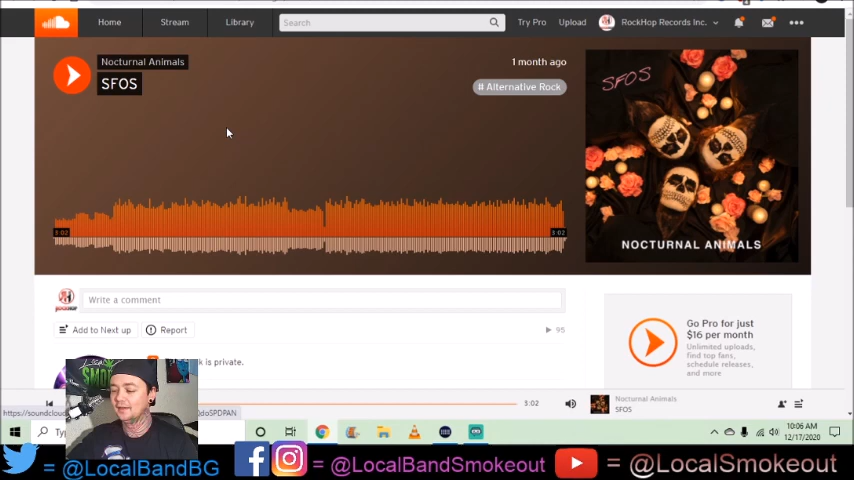 Home
Stream
Library
Search
Try Pro
Upload
RockHop Records Inc.
Nocturnal Animals
SFOS
1 month ago
# Alternative Rock
SFOS
NOCTURNAL ANIMALS
3:02
3:02
Write a comment
Add to Next up
Report
95
k is private.
Go Pro for just
$16 per month
Unlimited uploads,
find top fans,
schedule releases,
and more
3:02
Nocturnal Animals
SFOS
https://soundclou
0doSPDPAN
10:06 AM
12/17/2020
= @LocalBandBG
= @LocalBandSmokeout
= @LocalSmokeout